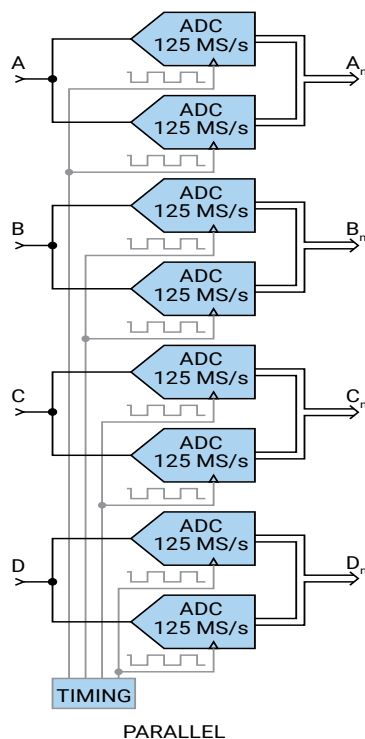 ADC
125 MS/s
A
Aₙ
ADC
125 MS/s
ADC
125 MS/s
B
Bₙ
ADC
125 MS/s
ADC
125 MS/s
C
Cₙ
ADC
125 MS/s
ADC
125 MS/s
D
Dₙ
ADC
125 MS/s
TIMING
PARALLEL